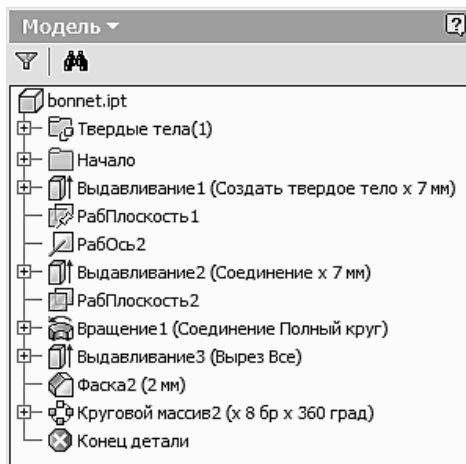 Модель
?
bonnet.ipt
Твердые тела(1)
Начало
Выдавливание1 (Создать твердое тело x 7 мм)
РабПлоскость1
РабОсь2
Выдавливание2 (Соединение x 7 мм)
РабПлоскость2
Вращение1 (Соединение Полный круг)
Выдавливание3 (Вырез Все)
Фаска2 (2 мм)
Круговой массив2 (x 8 бр x 360 град)
Конец детали